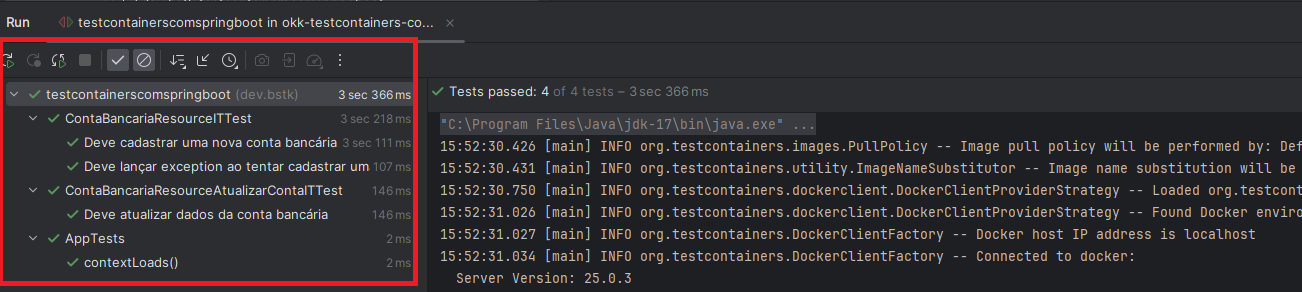 Run testcontainerscomspringboot in okk-testcontainers-co...
testcontainerscomspringboot (dev.bstk) 3 sec 366 ms
ContaBancariaResourceITTest 3 sec 218 ms
Deve cadastrar uma nova conta bancária 3 sec 111 ms
Deve lançar exception ao tentar cadastrar um 107 ms
ContaBancariaResourceAtualizarContaITTest 146 ms
Deve atualizar dados da conta bancária 146 ms
AppTests 2 ms
contextLoads() 2 ms
Tests passed: 4 of 4 tests – 3 sec 366 ms
"C:\Program Files\Java\jdk-17\bin\java.exe" ...
15:52:30.426 [main] INFO org.testcontainers.images.PullPolicy -- Image pull policy will be performed by: Def
15:52:30.431 [main] INFO org.testcontainers.utility.ImageNameSubstitutor -- Image name substitution will be
15:52:30.750 [main] INFO org.testcontainers.dockerclient.DockerClientProviderStrategy -- Loaded org.testcont
15:52:31.026 [main] INFO org.testcontainers.dockerclient.DockerClientProviderStrategy -- Found Docker enviro
15:52:31.027 [main] INFO org.testcontainers.DockerClientFactory -- Docker host IP address is localhost
15:52:31.034 [main] INFO org.testcontainers.DockerClientFactory -- Connected to docker:
Server Version: 25.0.3